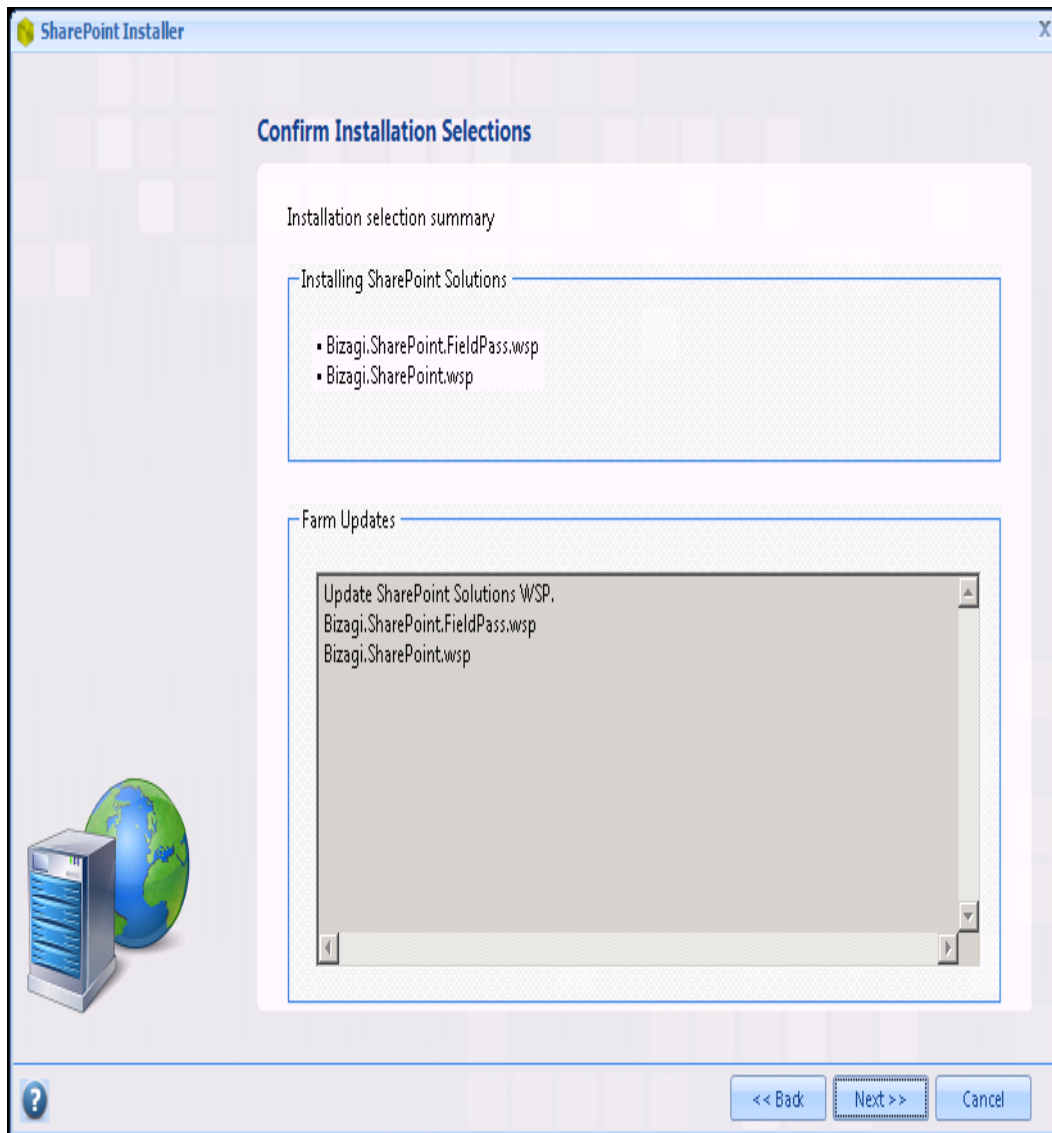 SharePoint Installer
X
Confirm Installation Selections
Installation selection summary
Installing SharePoint Solutions
▪ Bizagi.SharePoint.FieldPass.wsp
▪ Bizagi.SharePoint.wsp
Farm Updates
Update SharePoint Solutions WSP.
Bizagi.SharePoint.FieldPass.wsp
Bizagi.SharePoint.wsp
?
<< Back
Next >>
Cancel